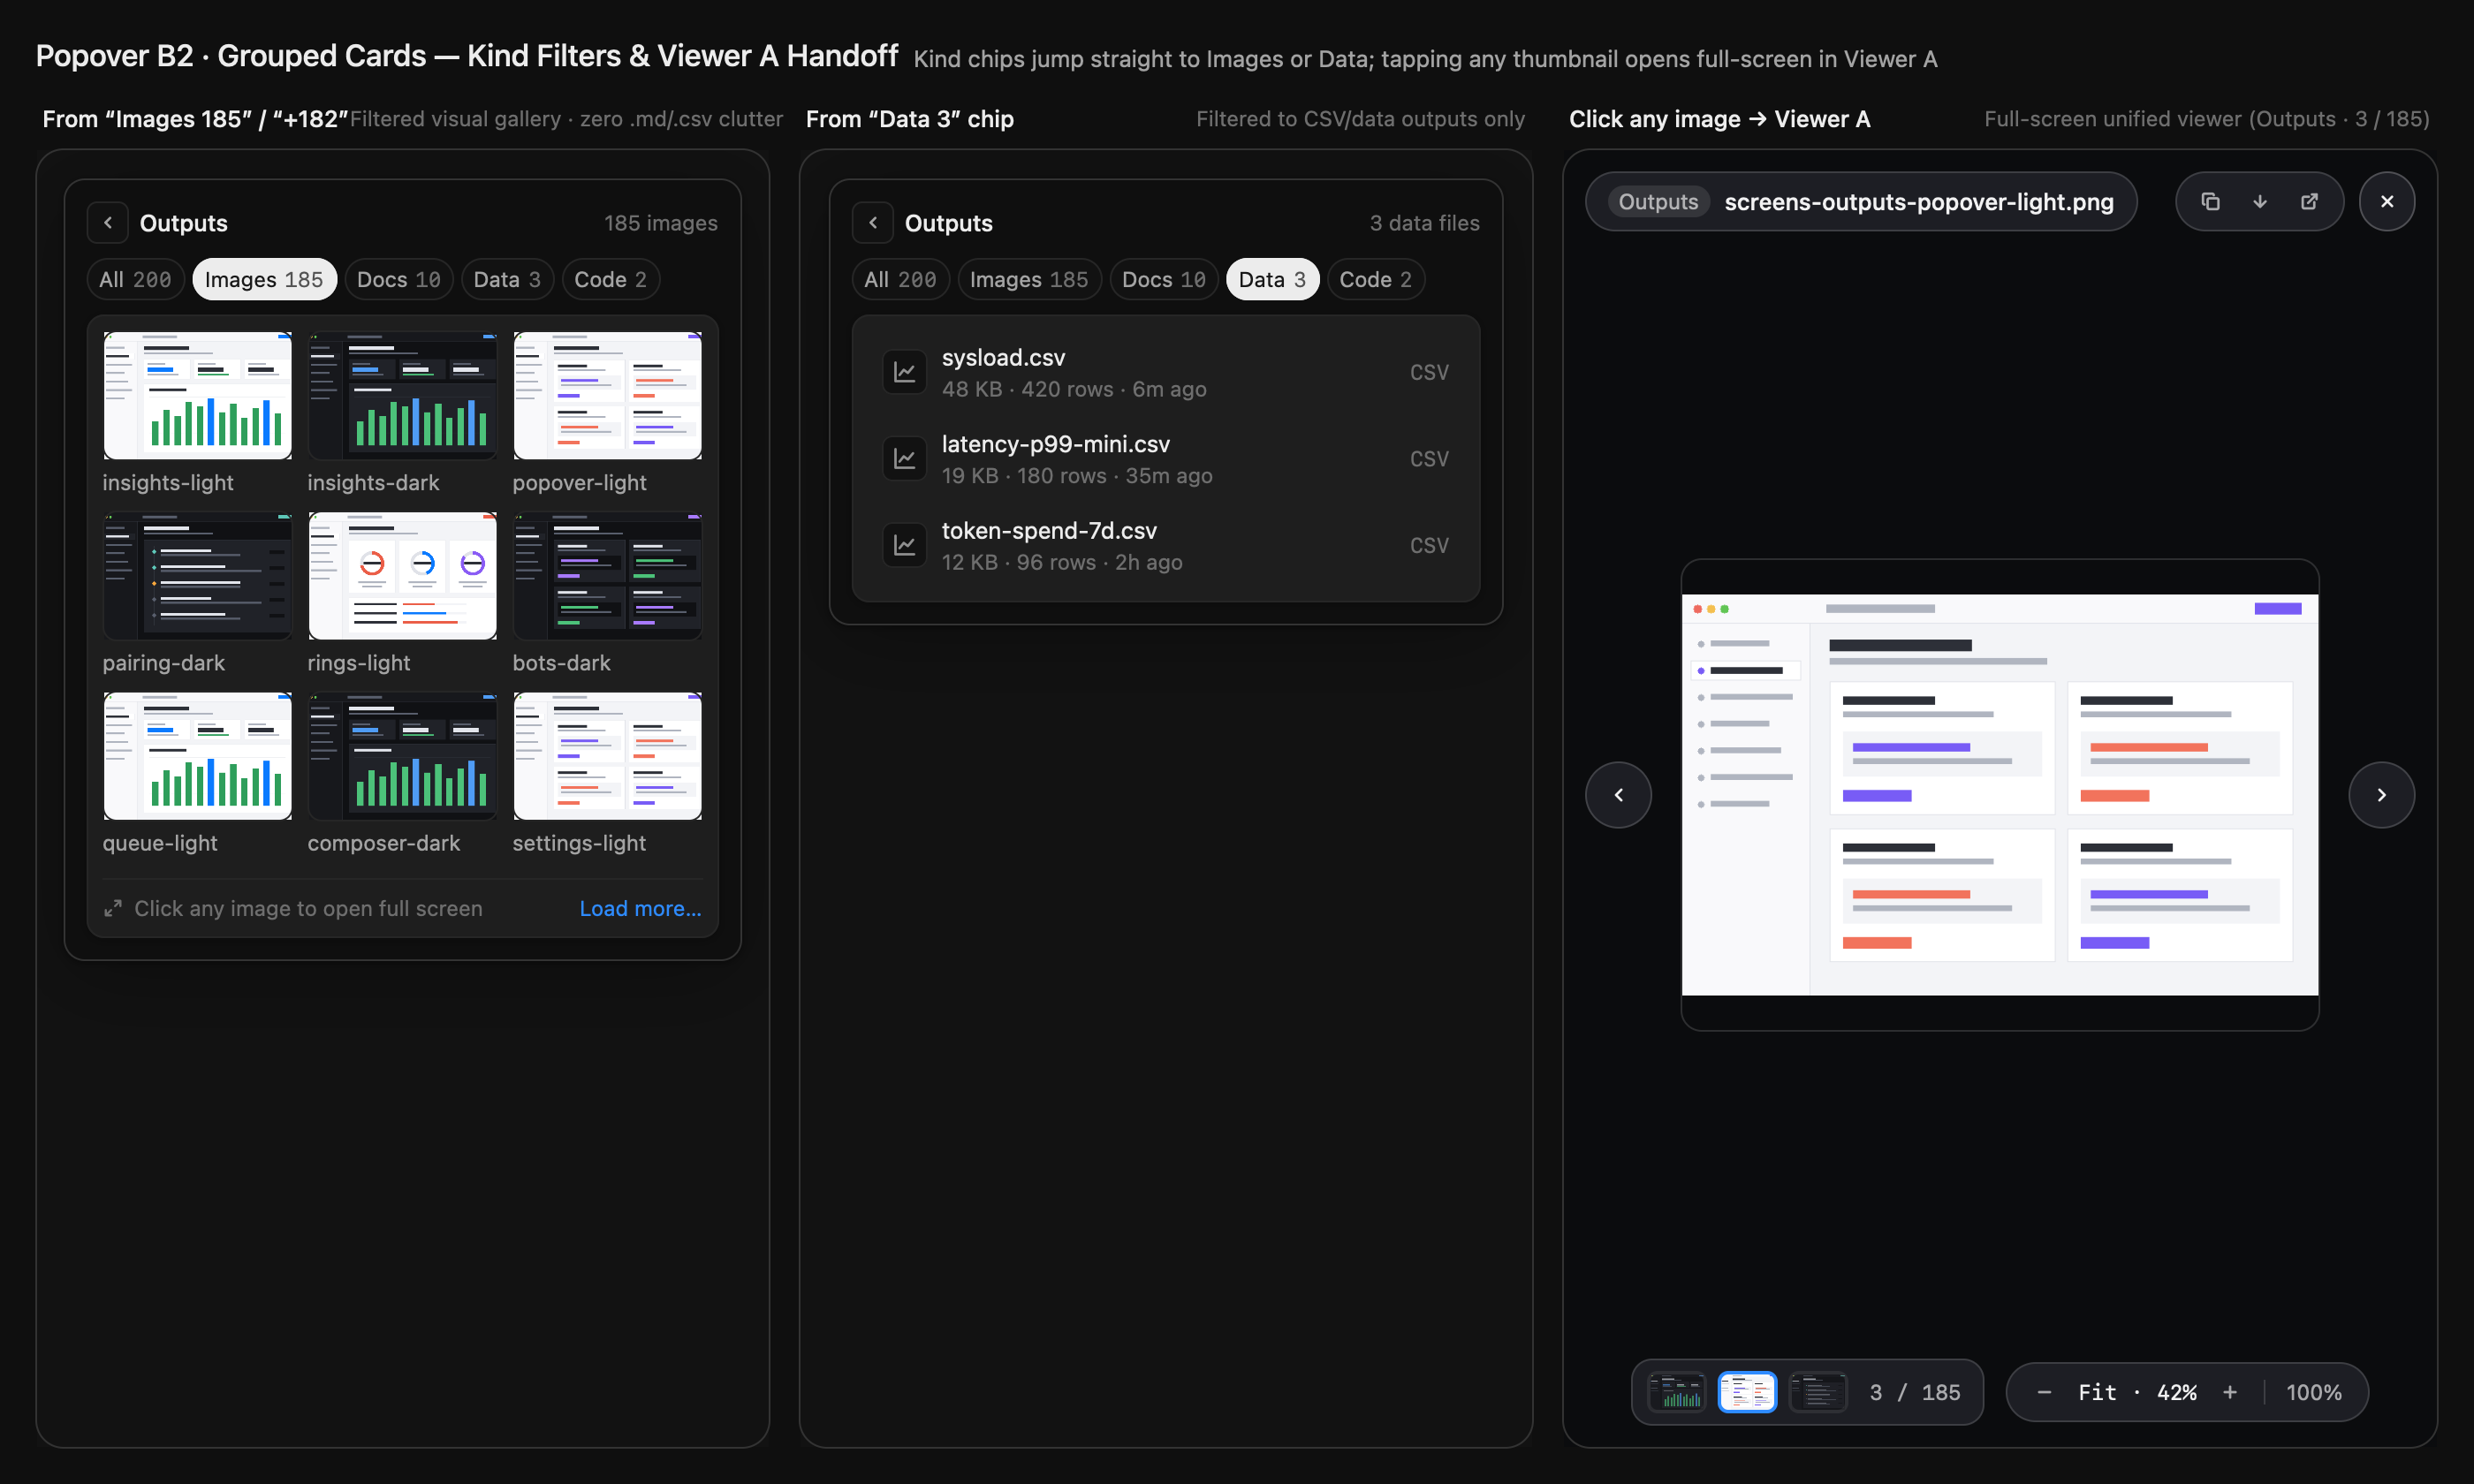 Popover B2 · Grouped Cards — Kind Filters & Viewer A Handoff Kind chips jump straight to Images or Data; tapping any thumbnail opens full-screen in Viewer A
From “Images 185” / “+182” Filtered visual gallery · zero .md/.csv clutter
Outputs 185 images
All 200 Images 185 Docs 10 Data 3 Code 2
insights-light insights-dark popover-light
pairing-dark rings-light bots-dark
queue-light composer-dark settings-light
Click any image to open full screen Load more...
From “Data 3” chip Filtered to CSV/data outputs only
Outputs 3 data files
All 200 Images 185 Docs 10 Data 3 Code 2
sysload.csv
48 KB · 420 rows · 6m ago
CSV
latency-p99-mini.csv
19 KB · 180 rows · 35m ago
CSV
token-spend-7d.csv
12 KB · 96 rows · 2h ago
CSV
Click any image → Viewer A Full-screen unified viewer (Outputs · 3 / 185)
Outputs screens-outputs-popover-light.png
3 / 185 − Fit · 42% + 100%